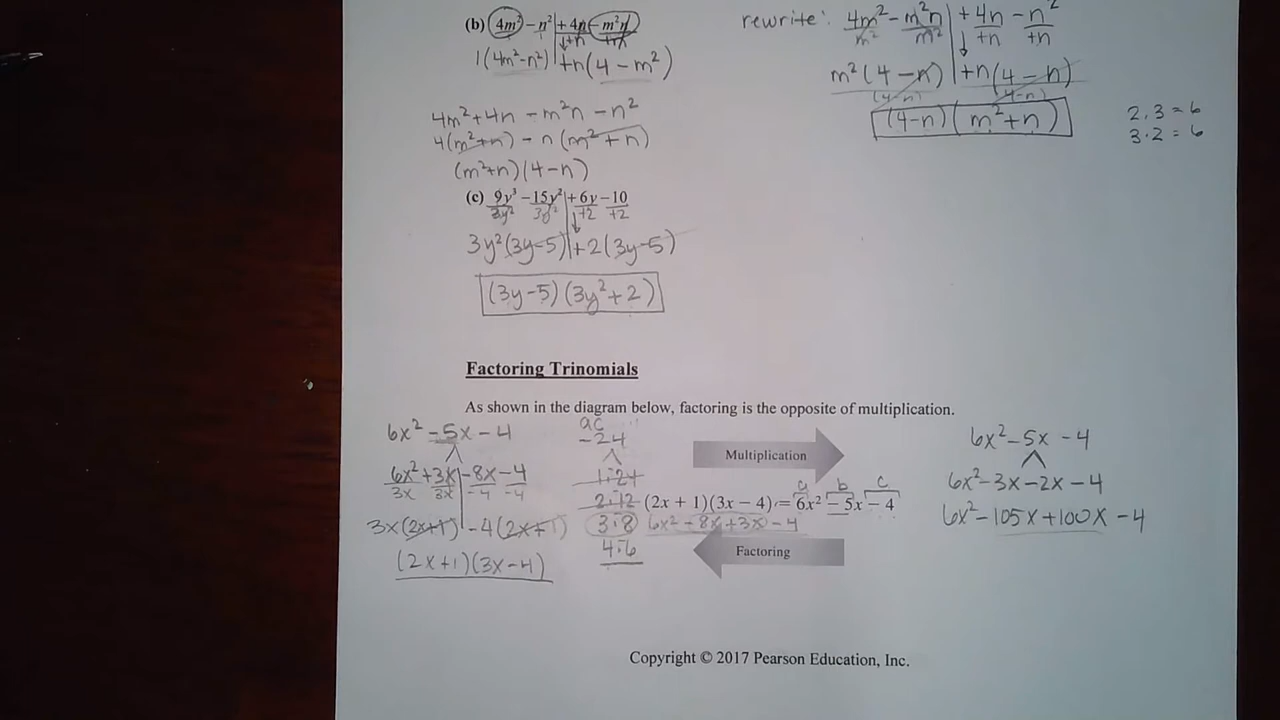 (b) 4m² − n² + 4n − m²n
+n +n
1(4m²−n²) +n(4−m²)
4m²+4n − m²n − n²
4(m²+n) − n(m²+n)
(m²+n)(4−n)
rewrite: 4m² − m²n + 4n − n²
m² m² +n +n
m²(4−n) +n(4−n)
(4−n) (4−n)
(4−n)(m²+n)
2.3 = 6
3·2 = 6
(c) 9y³ − 15y² + 6y − 10
3y² 3y² +2 +2
3y²(3y−5) +2(3y−5)
(3y−5)(3y²+2)
Factoring Trinomials
As shown in the diagram below, factoring is the opposite of multiplication.
6x² −5x −4
6x²+3x −8x −4
3x 3x −4 −4
3x(2x+1) −4(2x+1)
(2x+1)(3x−4)
ac
−24
1·24
2·12
3·8
4·6
Multiplication
a b c
(2x + 1)(3x − 4) = 6x² − 5x − 4
6x² − 8x + 3x − 4
Factoring
6x² −5x −4
6x² −3x −2x −4
6x² −105x +100x −4
Copyright © 2017 Pearson Education, Inc.